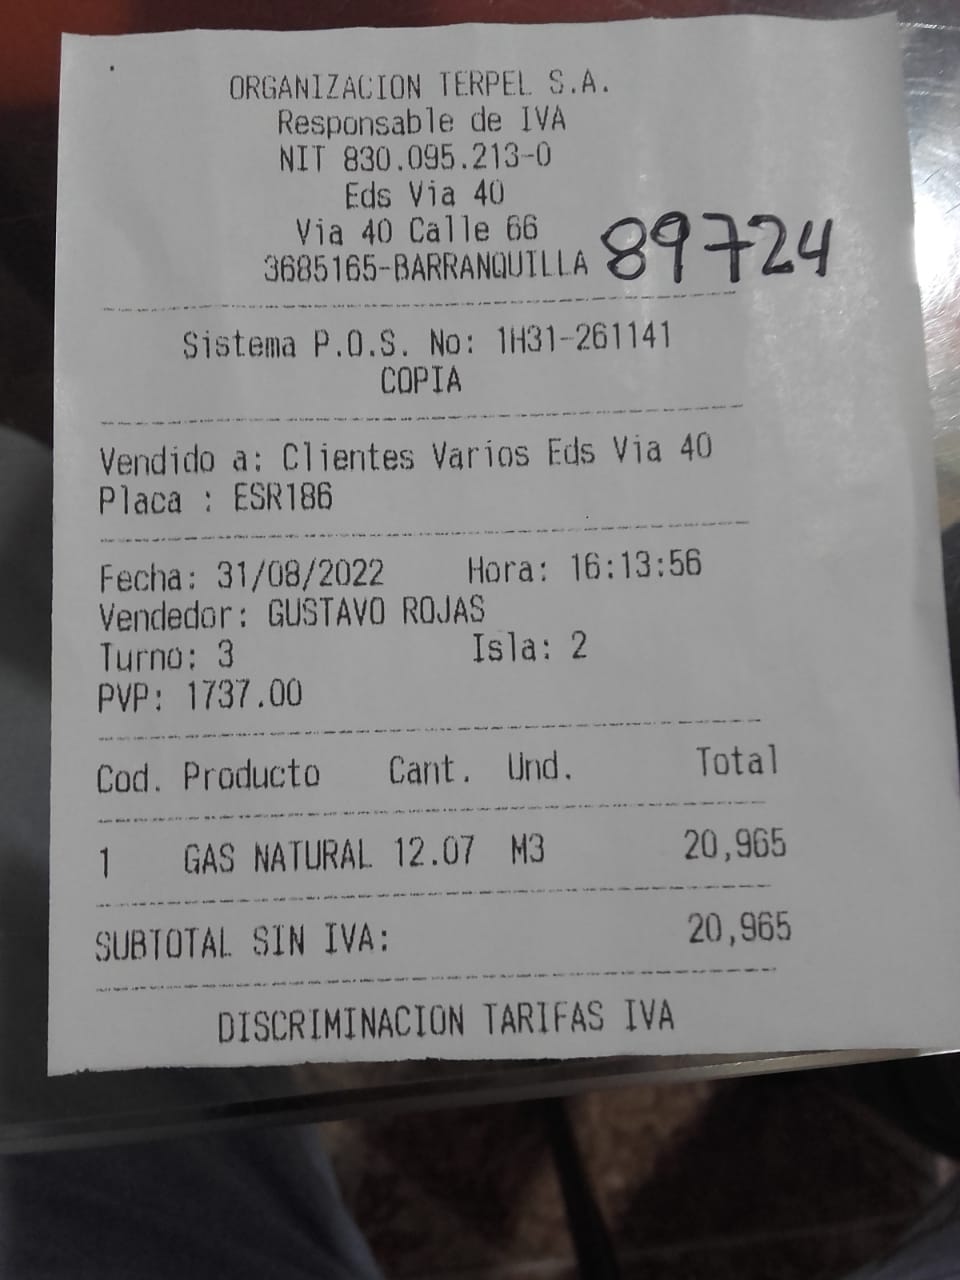 ORGANIZACION TERPEL S.A.
Responsable de IVA
NIT 830.095.213-0
Eds Via 40
Via 40 Calle 66
3685165-BARRANQUILLA 89724
Sistema P.O.S. No: 1H31-261141
COPIA
Vendido a: Clientes Varios Eds Via 40
Placa : ESR186
Fecha: 31/08/2022 Hora: 16:13:56
Vendedor: GUSTAVO ROJAS
Turno: 3 Isla: 2
PVP: 1737.00
Cod. Producto Cant. Und. Total
1 GAS NATURAL 12.07 M3 20,965
SUBTOTAL SIN IVA: 20,965
DISCRIMINACION TARIFAS IVA